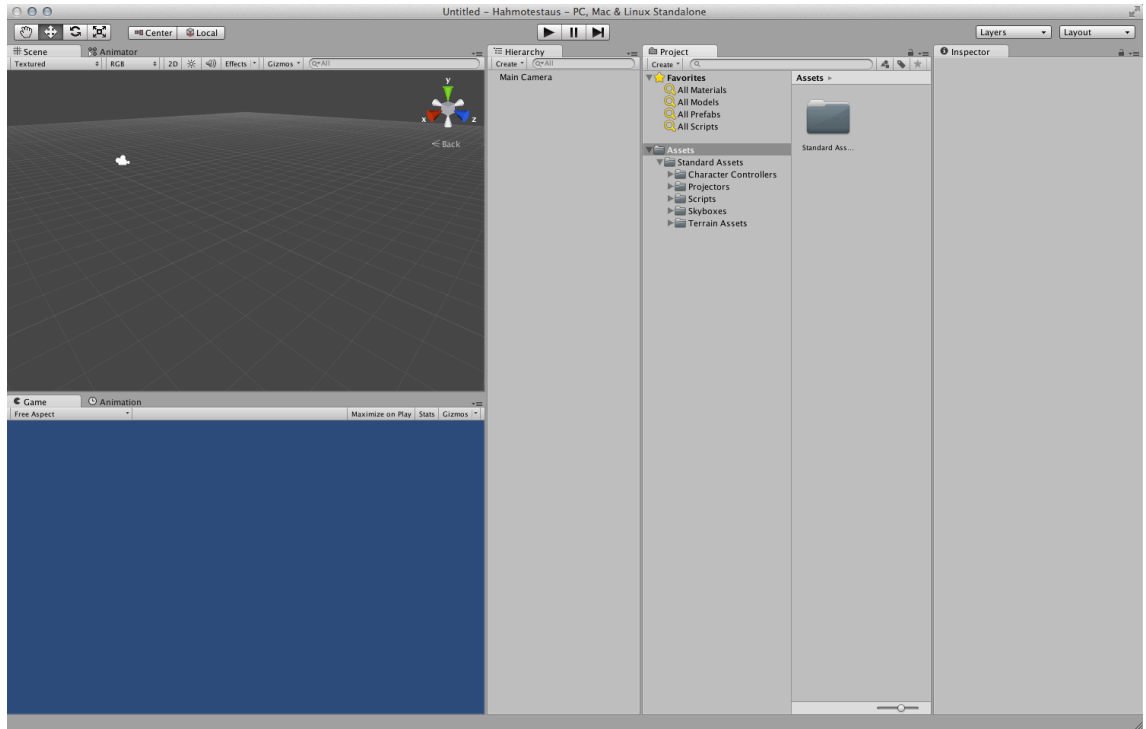 Untitled – Hahmotestaus – PC, Mac & Linux Standalone
Center Local Layers Layout
Scene Animator
Textured RGB 2D Effects Gizmos All
y
x z
Back
Game Animation
Free Aspect Maximize on Play Stats Gizmos
Hierarchy
Create All
Main Camera
Project
Create
Favorites
All Materials
All Models
All Prefabs
All Scripts
Assets
Standard Assets
Character Controllers
Projectors
Scripts
Skyboxes
Terrain Assets
Assets
Standard Ass...
Inspector